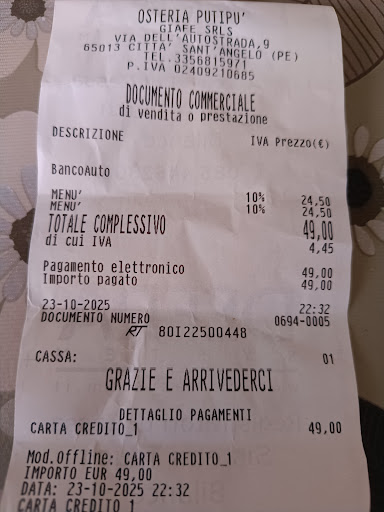 OSTERIA PUTIPU'
GIAFE SRLS
VIA DELL'AUTOSTRADA,9
65013 CITTA' SANT'ANGELO (PE)
TEL.3356815971
P.IVA 02409210685
DOCUMENTO COMMERCIALE
di vendita o prestazione
DESCRIZIONE IVA Prezzo(€)
BancoAuto
MENU' 10% 24,50
MENU' 10% 24,50
TOTALE COMPLESSIVO 49,00
di cui IVA 4,45
Pagamento elettronico 49,00
Importo pagato 49,00
23-10-2025 22:32
DOCUMENTO NUMERO 0694-0005
RT 80I22500448
CASSA: 01
GRAZIE E ARRIVEDERCI
DETTAGLIO PAGAMENTI
CARTA CREDITO_1 49,00
Mod.offline: CARTA CREDITO_1
IMPORTO EUR 49,00
DATA: 23-10-2025 22:32
CARTA CREDITO 1